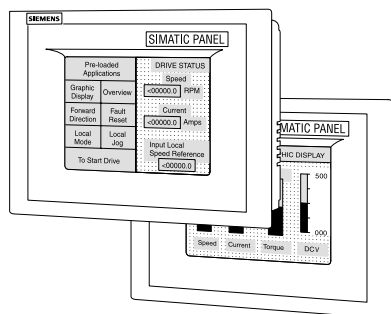 SIEMENS
SIMATIC PANEL
Pre-loaded
Applications
Graphic
Display
Overview
Forward
Direction
Fault
Reset
Local
Mode
Local
Jog
To Start Drive
DRIVE STATUS
Speed
<00000.0 RPM
Current
<00000.0 Amps
Input Local
Speed Reference
<00000.0
MATIC PANEL
HIC DISPLAY
500
000
Speed Current Torque DCV